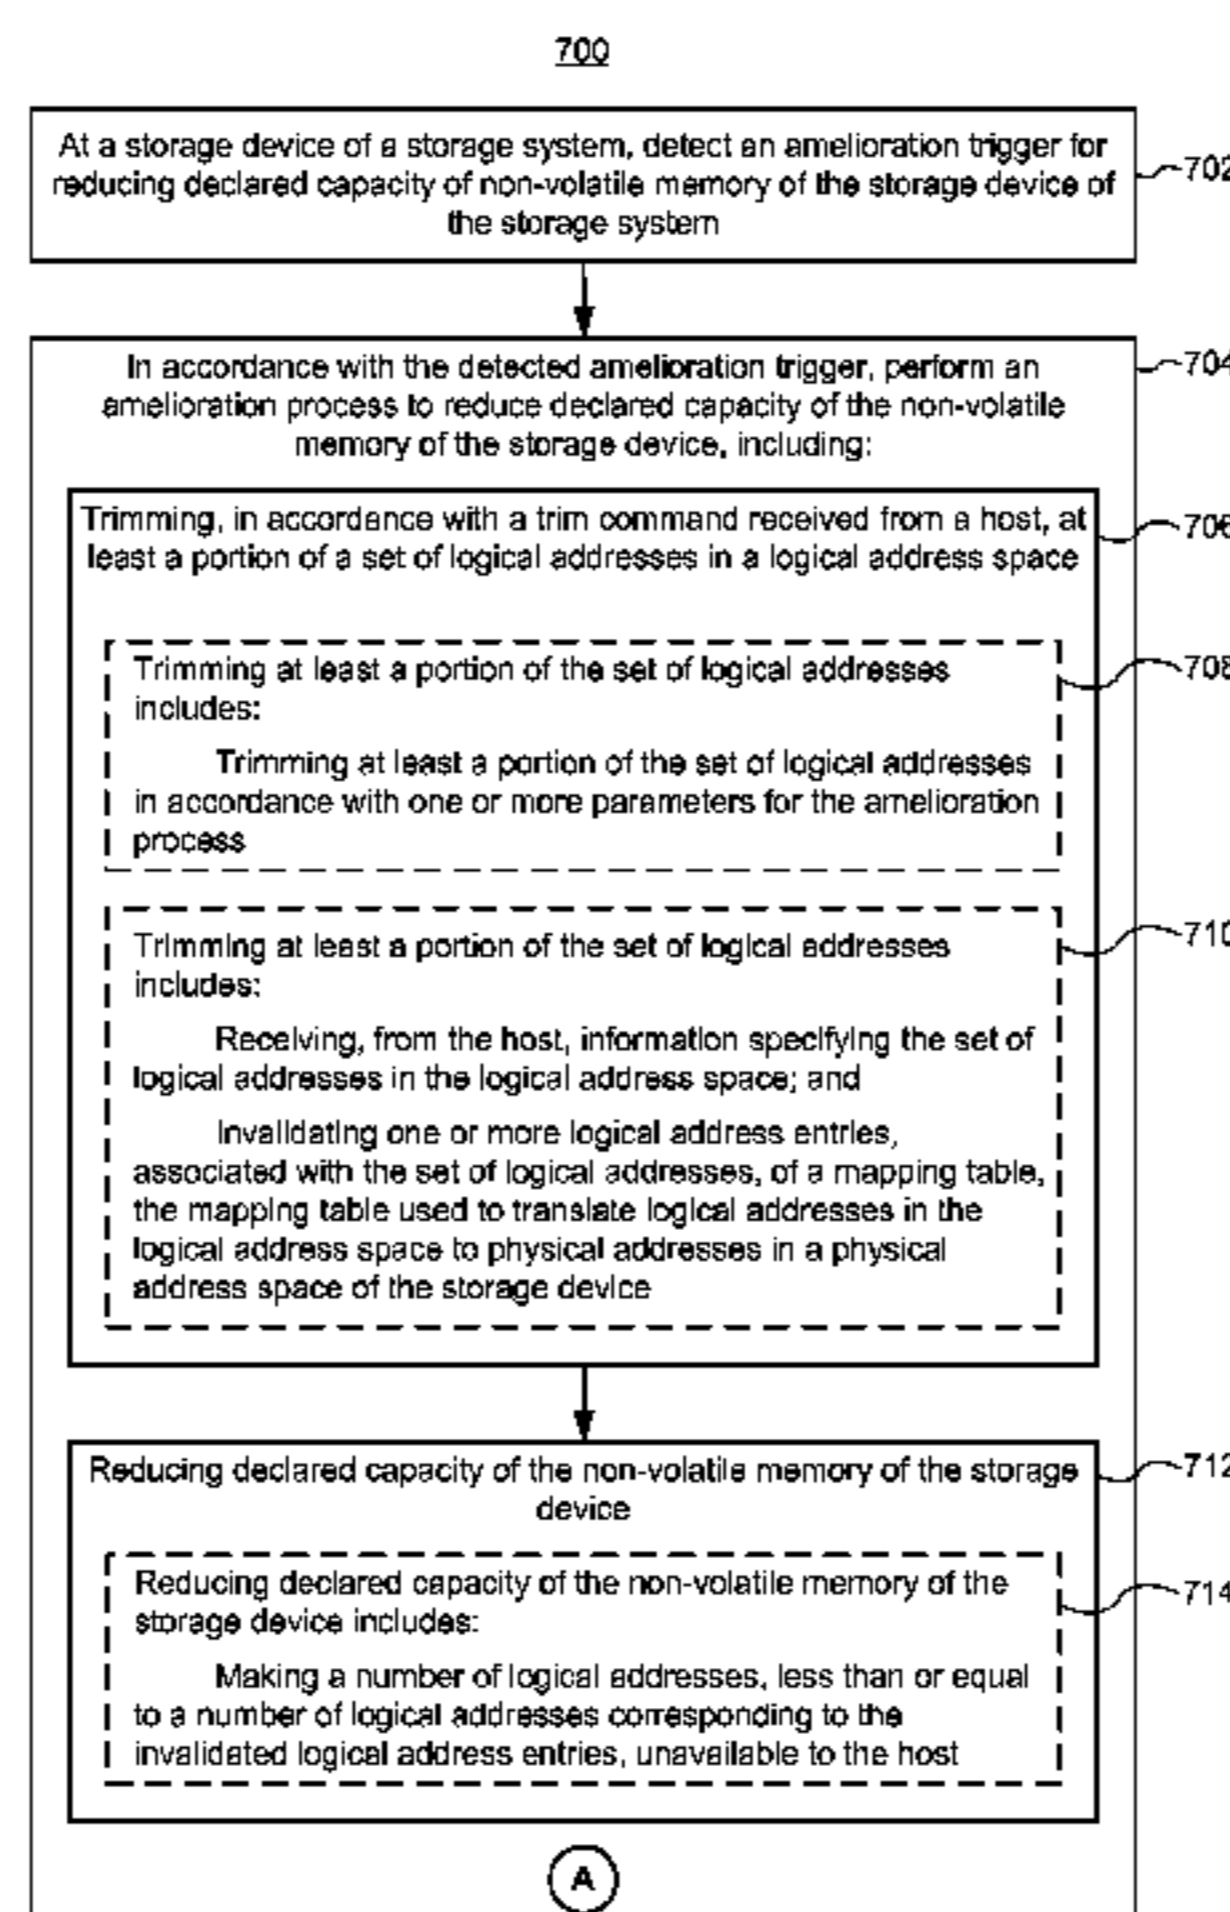 700
At a storage device of a storage system, detect an amelioration trigger for
reducing declared capacity of non-volatile memory of the storage device of
the storage system
702
In accordance with the detected amelioration trigger, perform an
amelioration process to reduce declared capacity of the non-volatile
memory of the storage device, including:
704
Trimming, in accordance with a trim command received from a host, at
least a portion of a set of logical addresses in a logical address space
706
Trimming at least a portion of the set of logical addresses
includes:
708
Trimming at least a portion of the set of logical addresses
in accordance with one or more parameters for the amelioration
process
Trimming at least a portion of the set of logical addresses
includes:
710
Receiving, from the host, information specifying the set of
logical addresses in the logical address space; and
Invalidating one or more logical address entries,
associated with the set of logical addresses, of a mapping table,
the mapping table used to translate logical addresses in the
logical address space to physical addresses in a physical
address space of the storage device
Reducing declared capacity of the non-volatile memory of the storage
device
712
Reducing declared capacity of the non-volatile memory of the
storage device includes:
714
Making a number of logical addresses, less than or equal
to a number of logical addresses corresponding to the
invalidated logical address entries, unavailable to the host
A